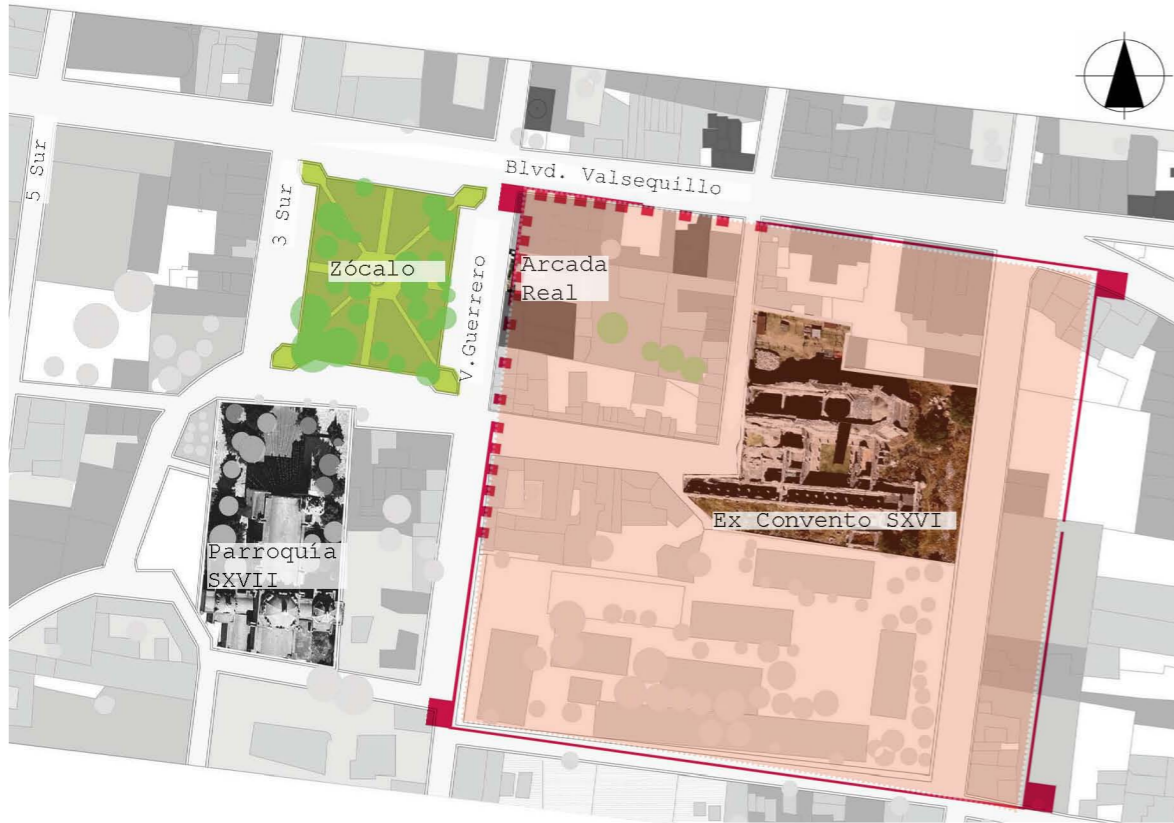 Blvd. Valsequillo
5 Sur
3 Sur
Zócalo
V.Guerrero
Arcada
Real
Ex Convento SXVI
Parroquía
SXVII